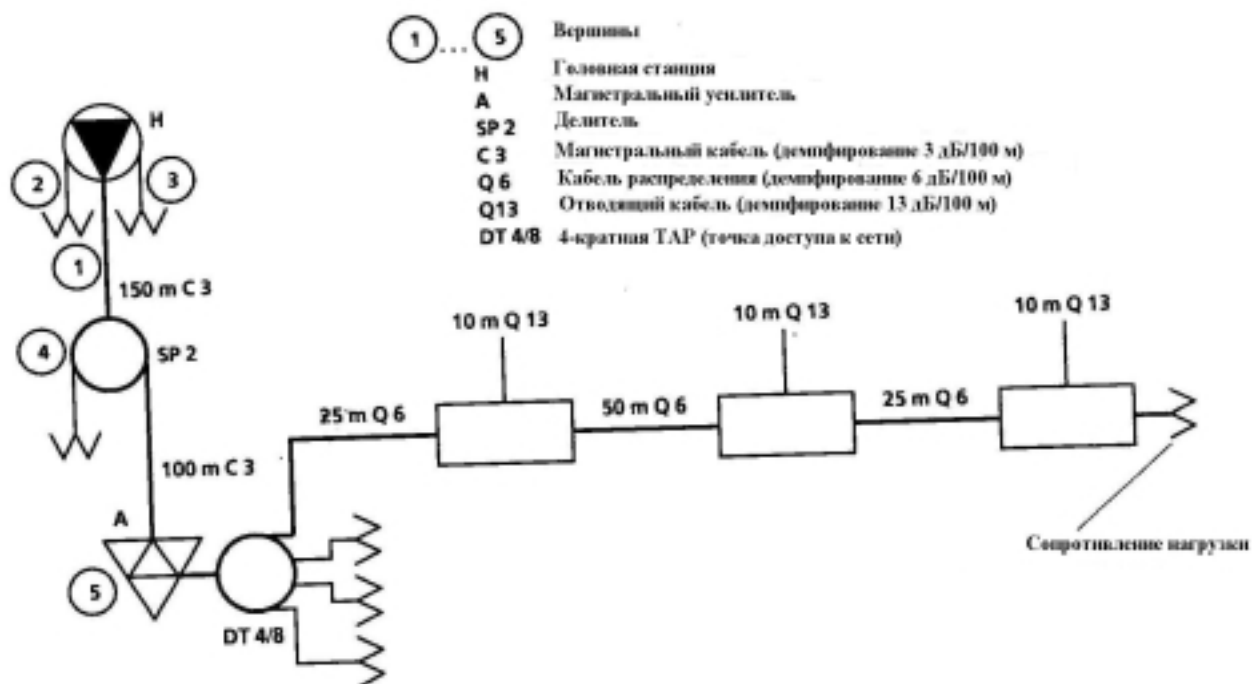 1 ... 5 Вершины
H Головная станция
A Магистральный усилитель
SP 2 Делитель
C 3 Магистральный кабель (демпфирование 3 дБ/100 м)
Q 6 Кабель распределения (демпфирование 6 дБ/100 м)
Q13 Отводящий кабель (демпфирование 13 дБ/100 м)
DT 4/8 4-кратная ТАР (точка доступа к сети)
H
2
3
1
150 m C 3
4
SP 2
100 m C 3
A
5
DT 4/8
25 m Q 6
10 m Q 13
50 m Q 6
10 m Q 13
25 m Q 6
10 m Q 13
Сопротивление нагрузки